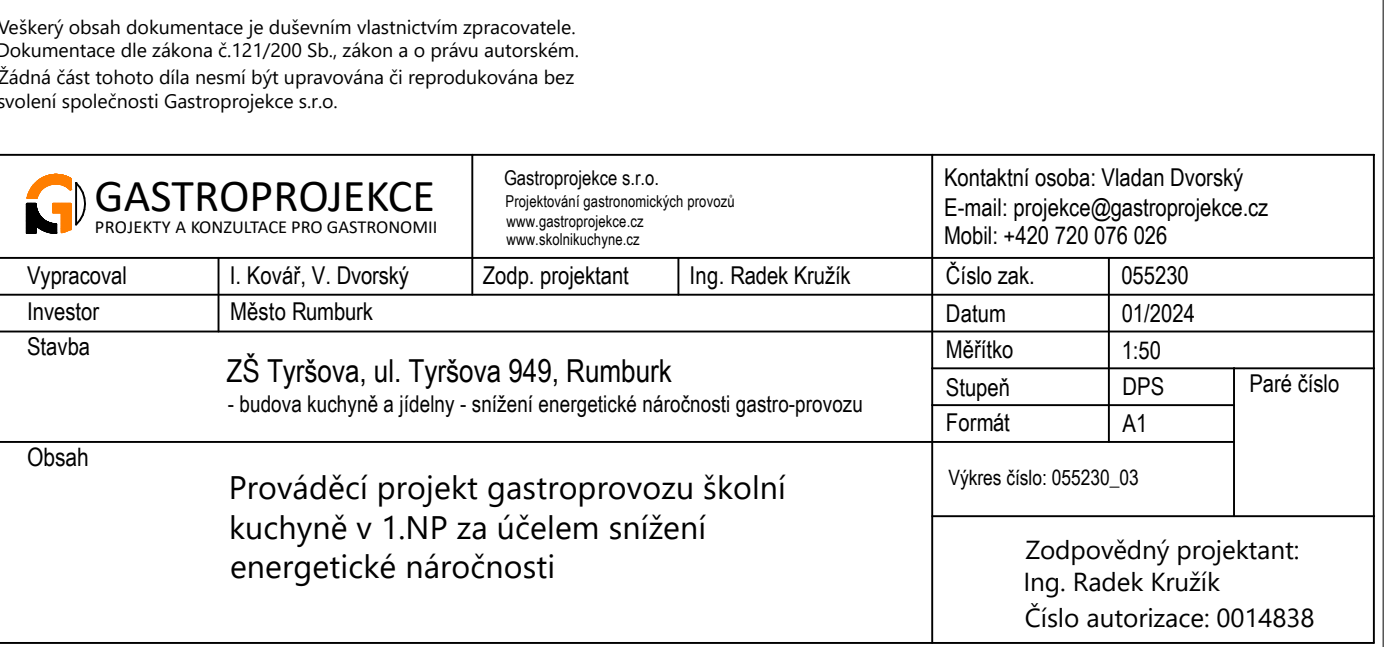 Veškerý obsah dokumentace je duševním vlastnictvím zpracovatele.
Dokumentace dle zákona č.121/200 Sb., zákon a o právu autorském.
Žádná část tohoto díla nesmí být upravována či reprodukována bez
svolení společnosti Gastroprojekce s.r.o.
GASTROPROJEKCE
PROJEKTY A KONZULTACE PRO GASTRONOMII
Gastroprojekce s.r.o.
Projektování gastronomických provozů
www.gastroprojekce.cz
www.skolnikuchyne.cz
Kontaktní osoba: Vladan Dvorský
E-mail: projekce@gastroprojekce.cz
Mobil: +420 720 076 026
Vypracoval I. Kovář, V. Dvorský Zodp. projektant Ing. Radek Kružík Číslo zak. 055230
Investor Město Rumburk Datum 01/2024
Stavba
ZŠ Tyršova, ul. Tyršova 949, Rumburk
- budova kuchyně a jídelny - snížení energetické náročnosti gastro-provozu
Měřítko 1:50
Stupeň DPS Paré číslo
Formát A1
Obsah
Prováděcí projekt gastroprovozu školní
kuchyně v 1.NP za účelem snížení
energetické náročnosti
Výkres číslo: 055230_03
Zodpovědný projektant:
Ing. Radek Kružík
Číslo autorizace: 0014838